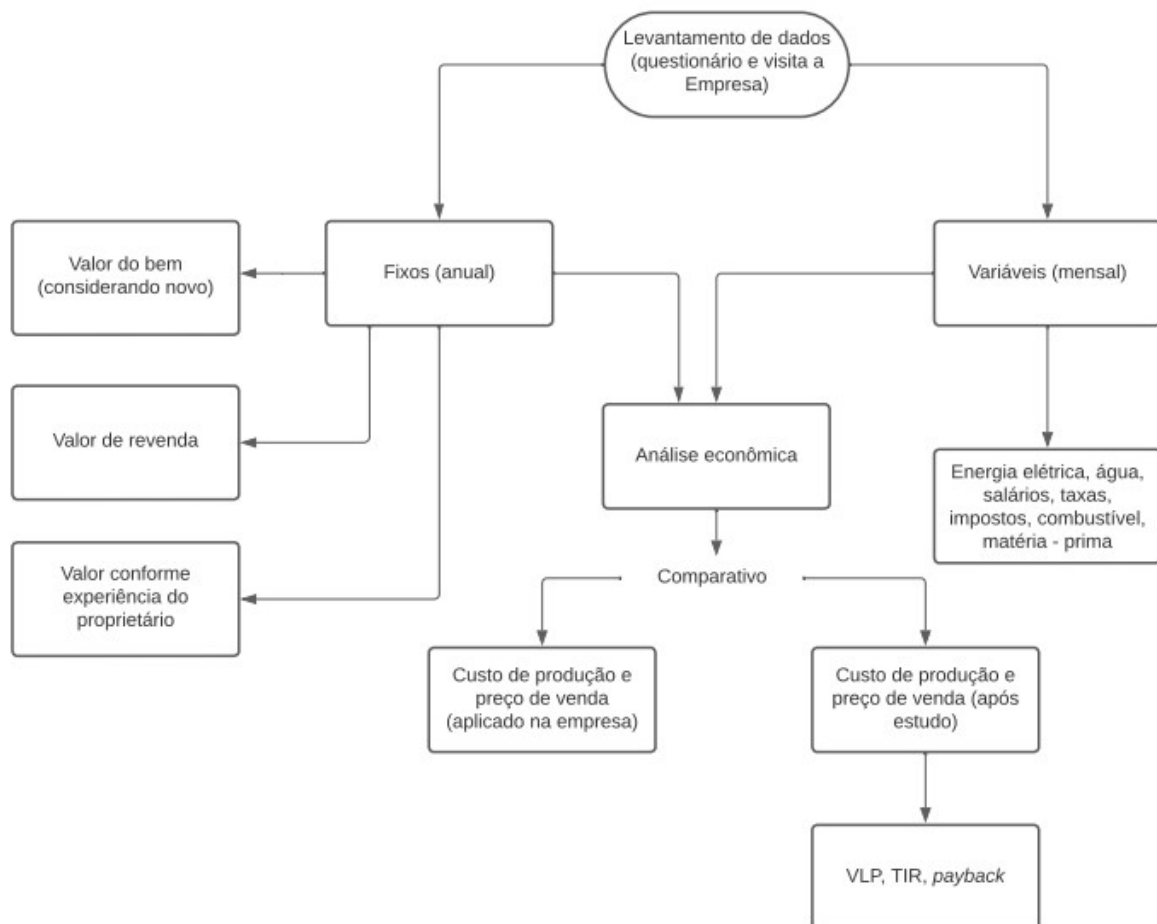 Levantamento de dados
(questionário e visita a
Empresa)
Valor do bem
(considerando novo)
Fixos (anual)
Variáveis (mensal)
Valor de revenda
Análise econômica
Energia elétrica, água,
salários, taxas,
impostos, combustível,
matéria - prima
Valor conforme
experiência do
proprietário
Comparativo
Custo de produção e
preço de venda
(aplicado na empresa)
Custo de produção e
preço de venda (após
estudo)
VLP, TIR, payback